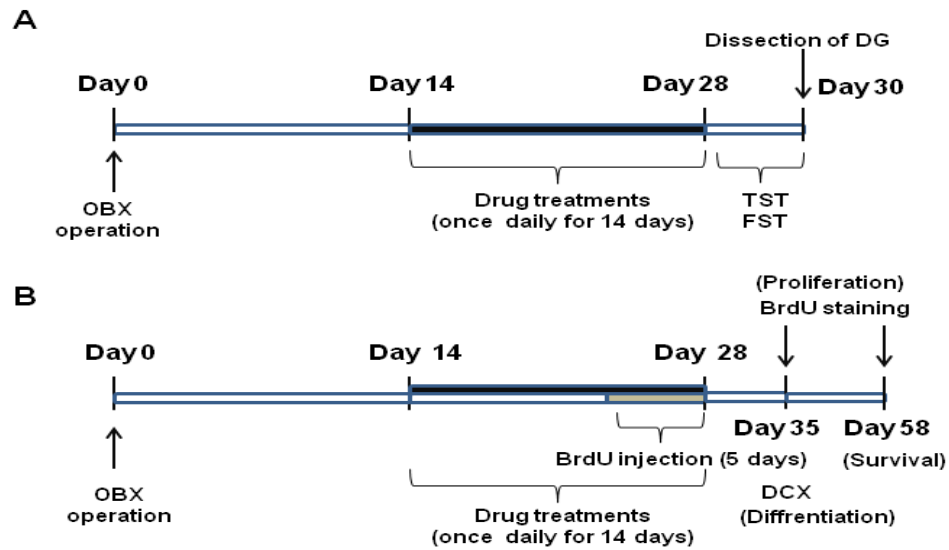 A
Dissection of DG
Day 0
Day 14
Day 28
Day 30
OBX
operation
Drug treatments
(once daily for 14 days)
TST
FST
B
(Proliferation)
BrdU staining
Day 0
Day 14
Day 28
Day 35
Day 58
BrdU injection (5 days)
(Survival)
OBX
operation
DCX
(Diffrentiation)
Drug treatments
(once daily for 14 days)